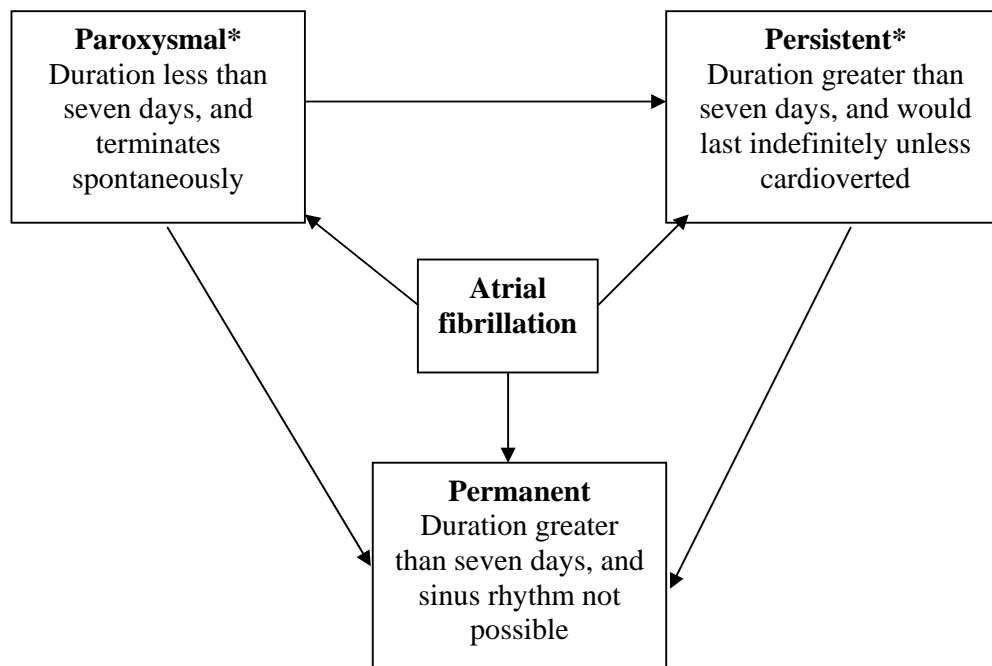 Paroxysmal*
Duration less than
seven days, and
terminates
spontaneously
Persistent*
Duration greater than
seven days, and would
last indefinitely unless
cardioverted
Atrial
fibrillation
Permanent
Duration greater
than seven days, and
sinus rhythm not
possible